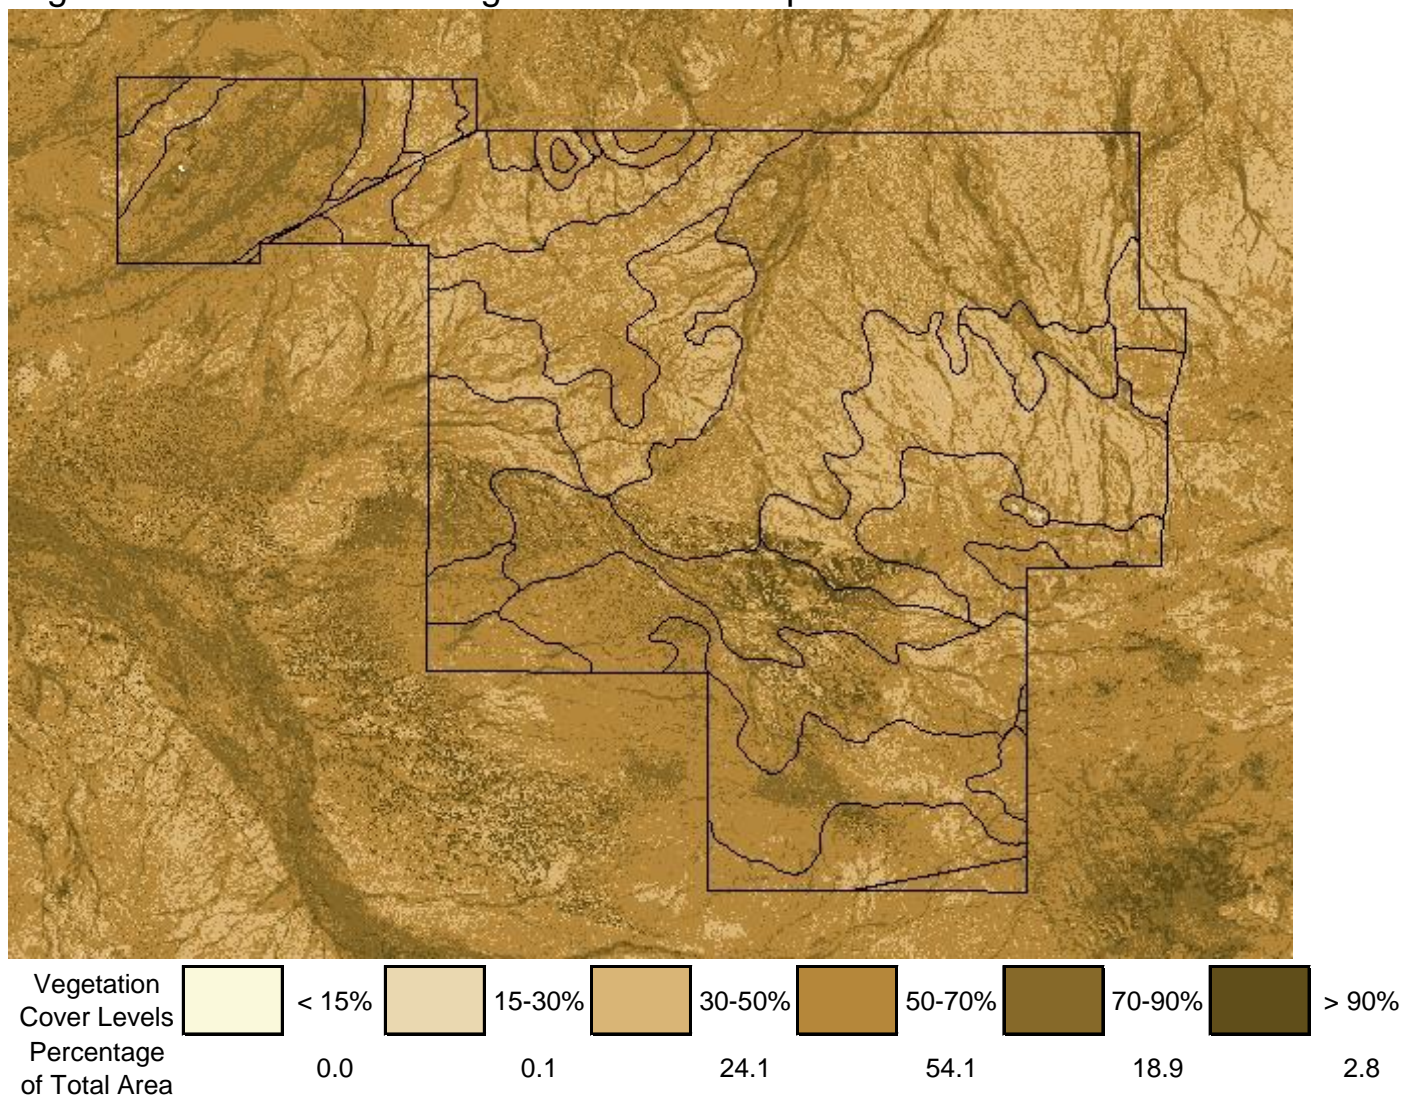 Vegetation
Cover Levels
< 15% 15-30% 30-50% 50-70% 70-90% > 90%
Percentage
of Total Area
0.0 0.1 24.1 54.1 18.9 2.8